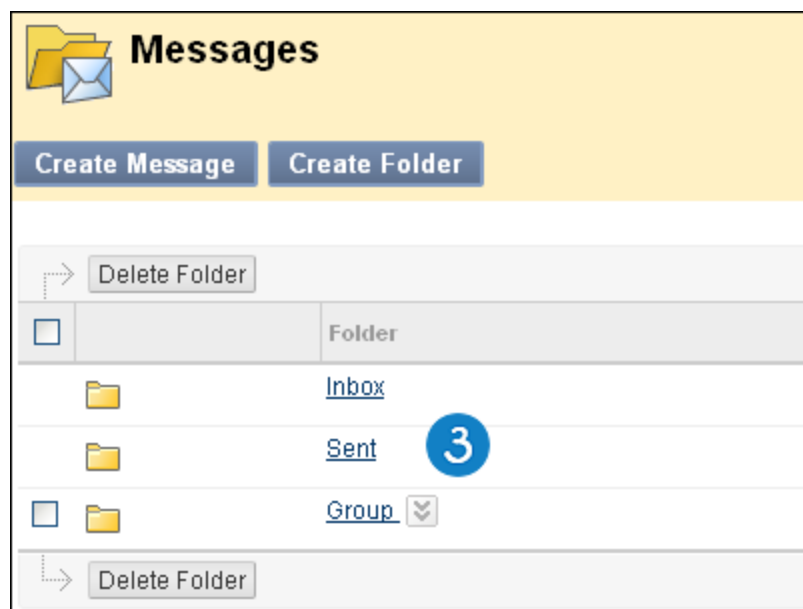 Messages
Create Message Create Folder
Delete Folder
Folder
Inbox
Sent 3
Group
Delete Folder